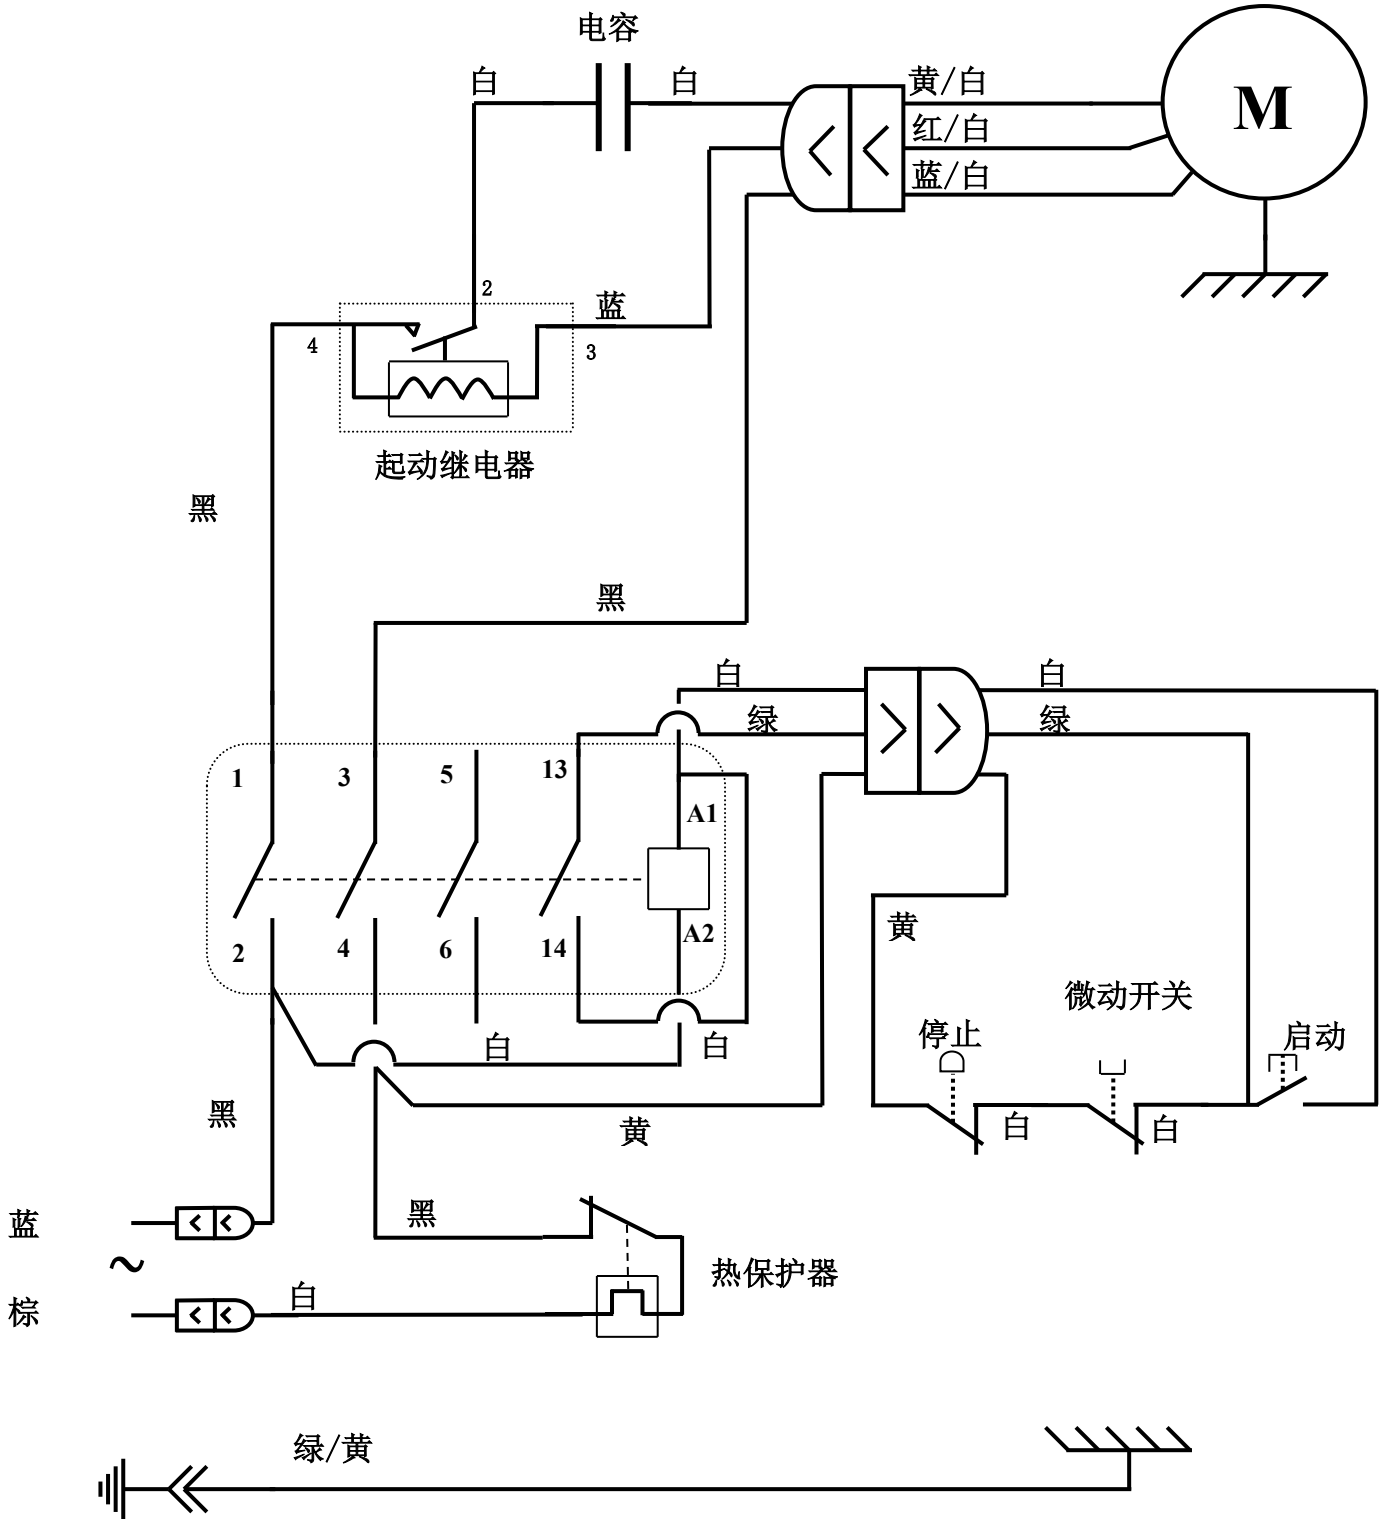 电容
白
白
黄/白
M
红/白
蓝/白
2
蓝
4
3
起动继电器
黑
黑
白
白
绿
绿
1
3
5
13
A1
黄
A2
2
4
6
14
微动开关
停止
启动
白
白
黑
黄
白
白
蓝
黑
~
热保护器
棕
白
绿/黄